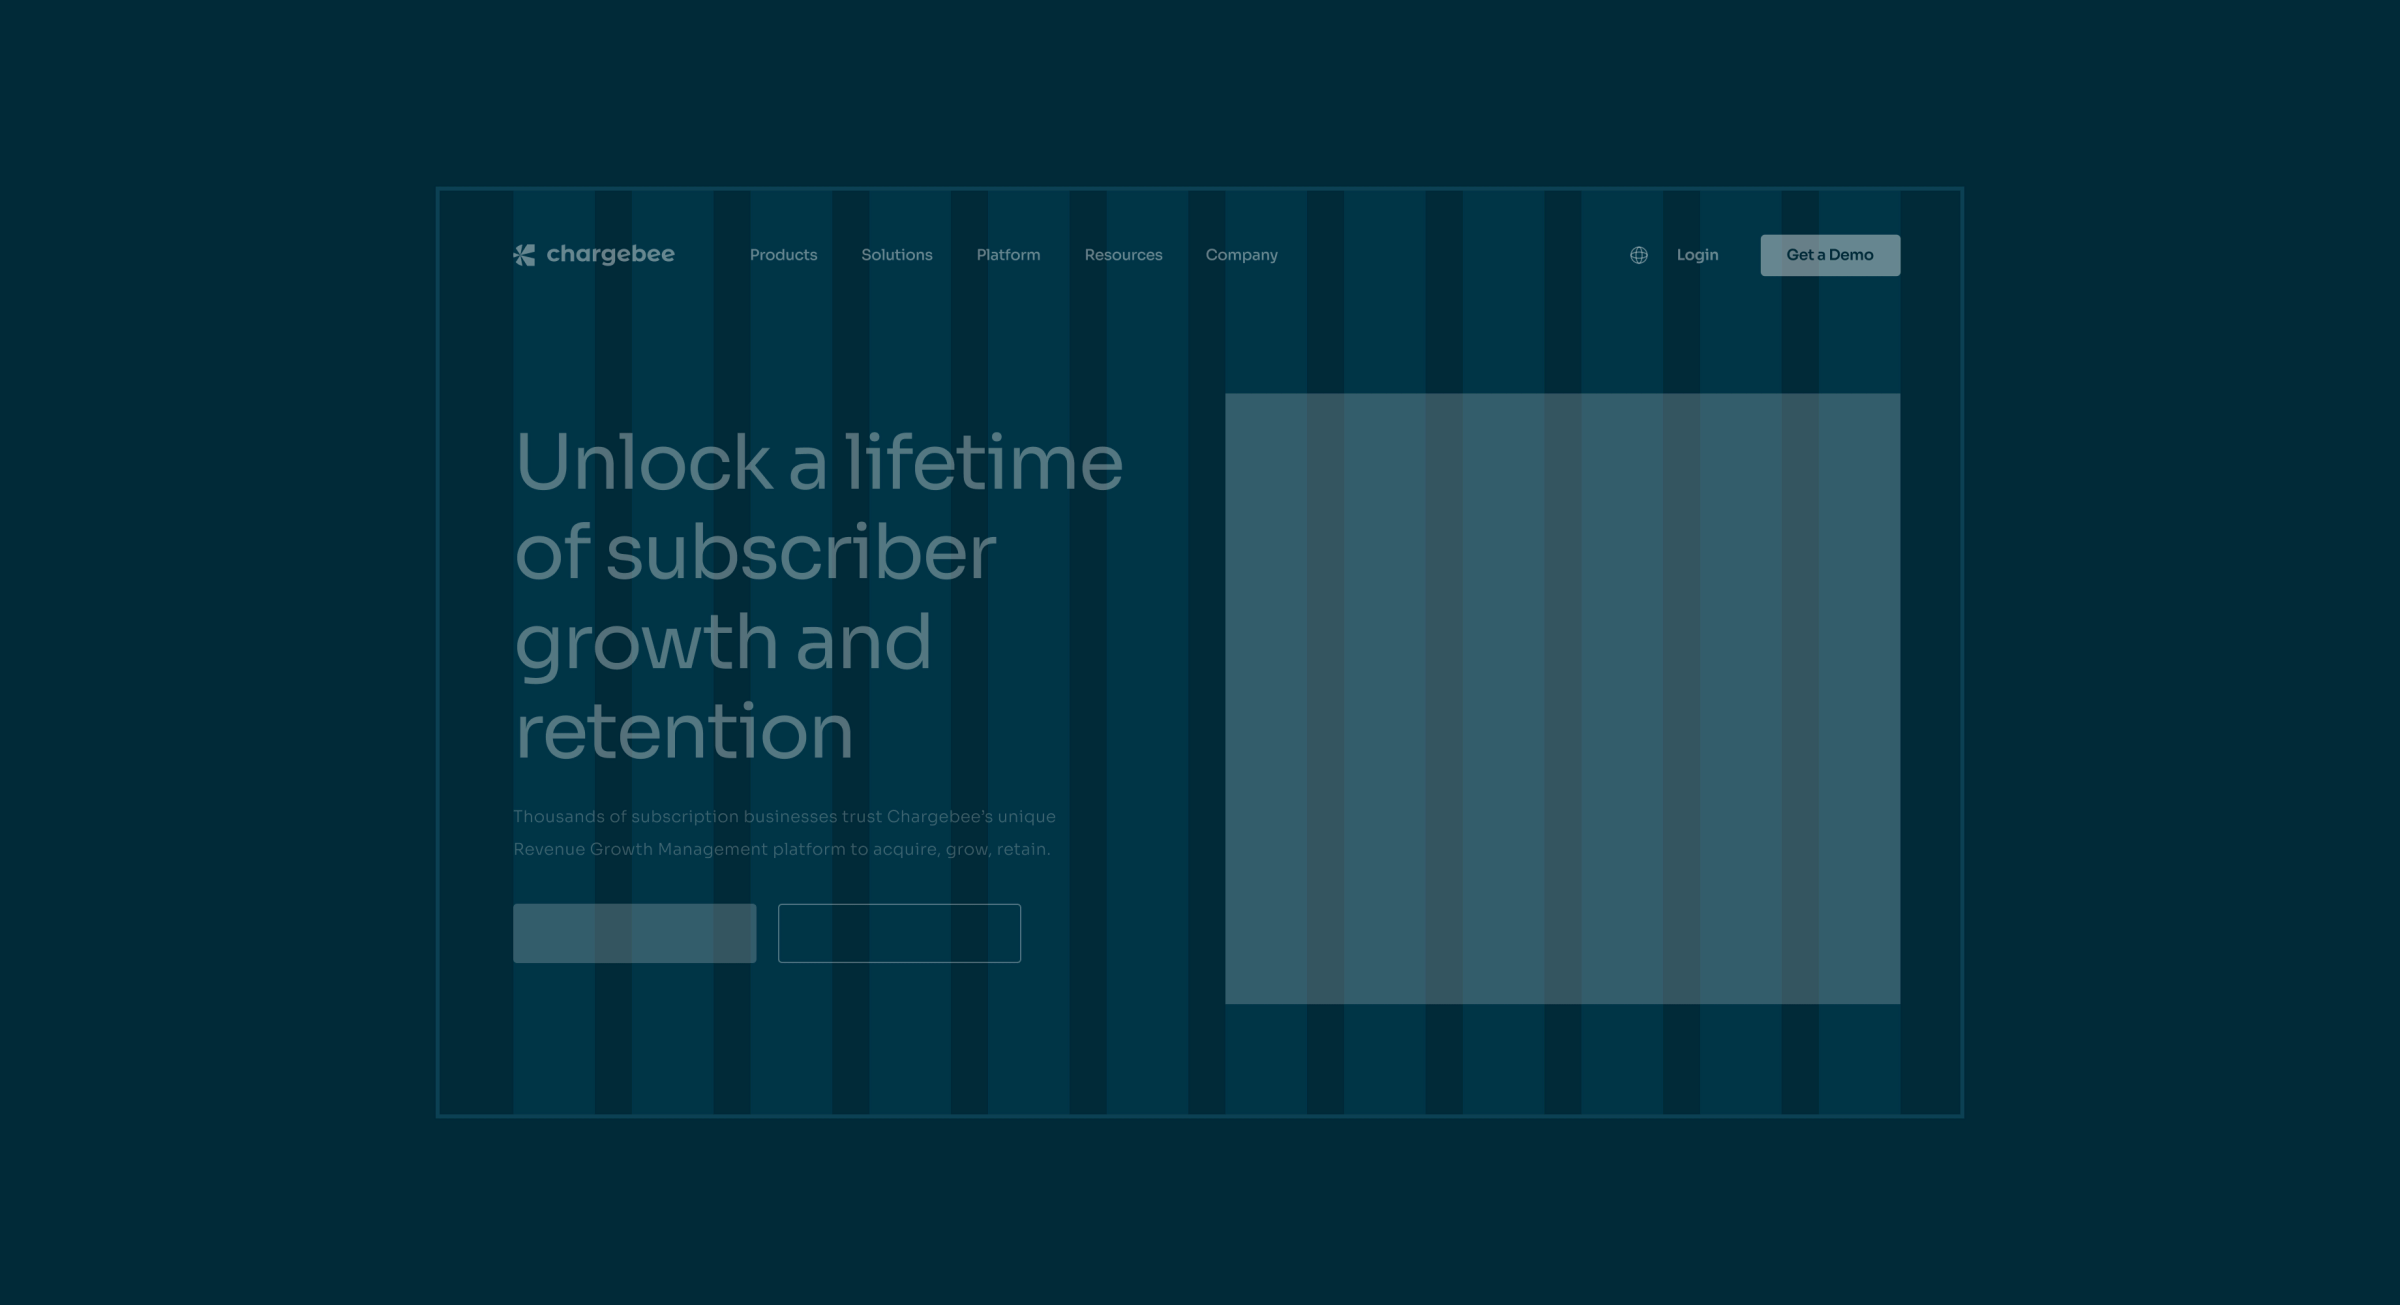 chargebee Products Solutions Platform Resources Company Login Get a Demo
Unlock a lifetime
of subscriber
growth and
retention
Thousands of subscription businesses trust Chargebee’s unique
Revenue Growth Management platform to acquire, grow, retain.